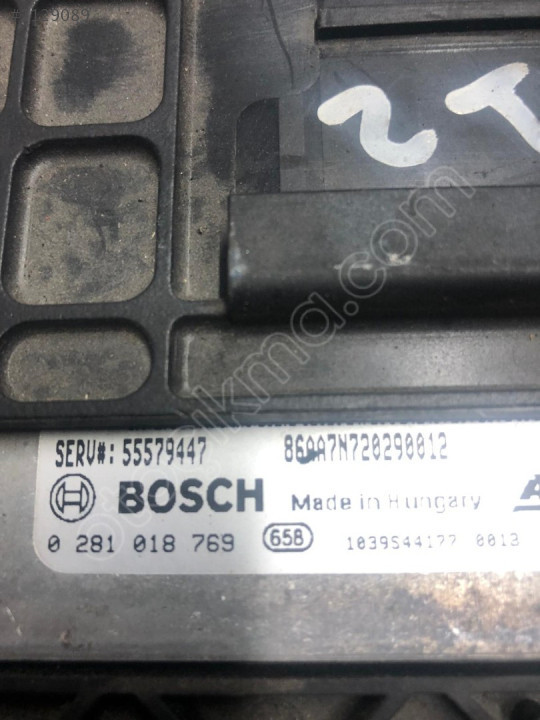 2T
SERV#: 55579447 86AA7N720290012
BOSCH Made in Hungary
0 281 018 769 658 1039S44177 0013